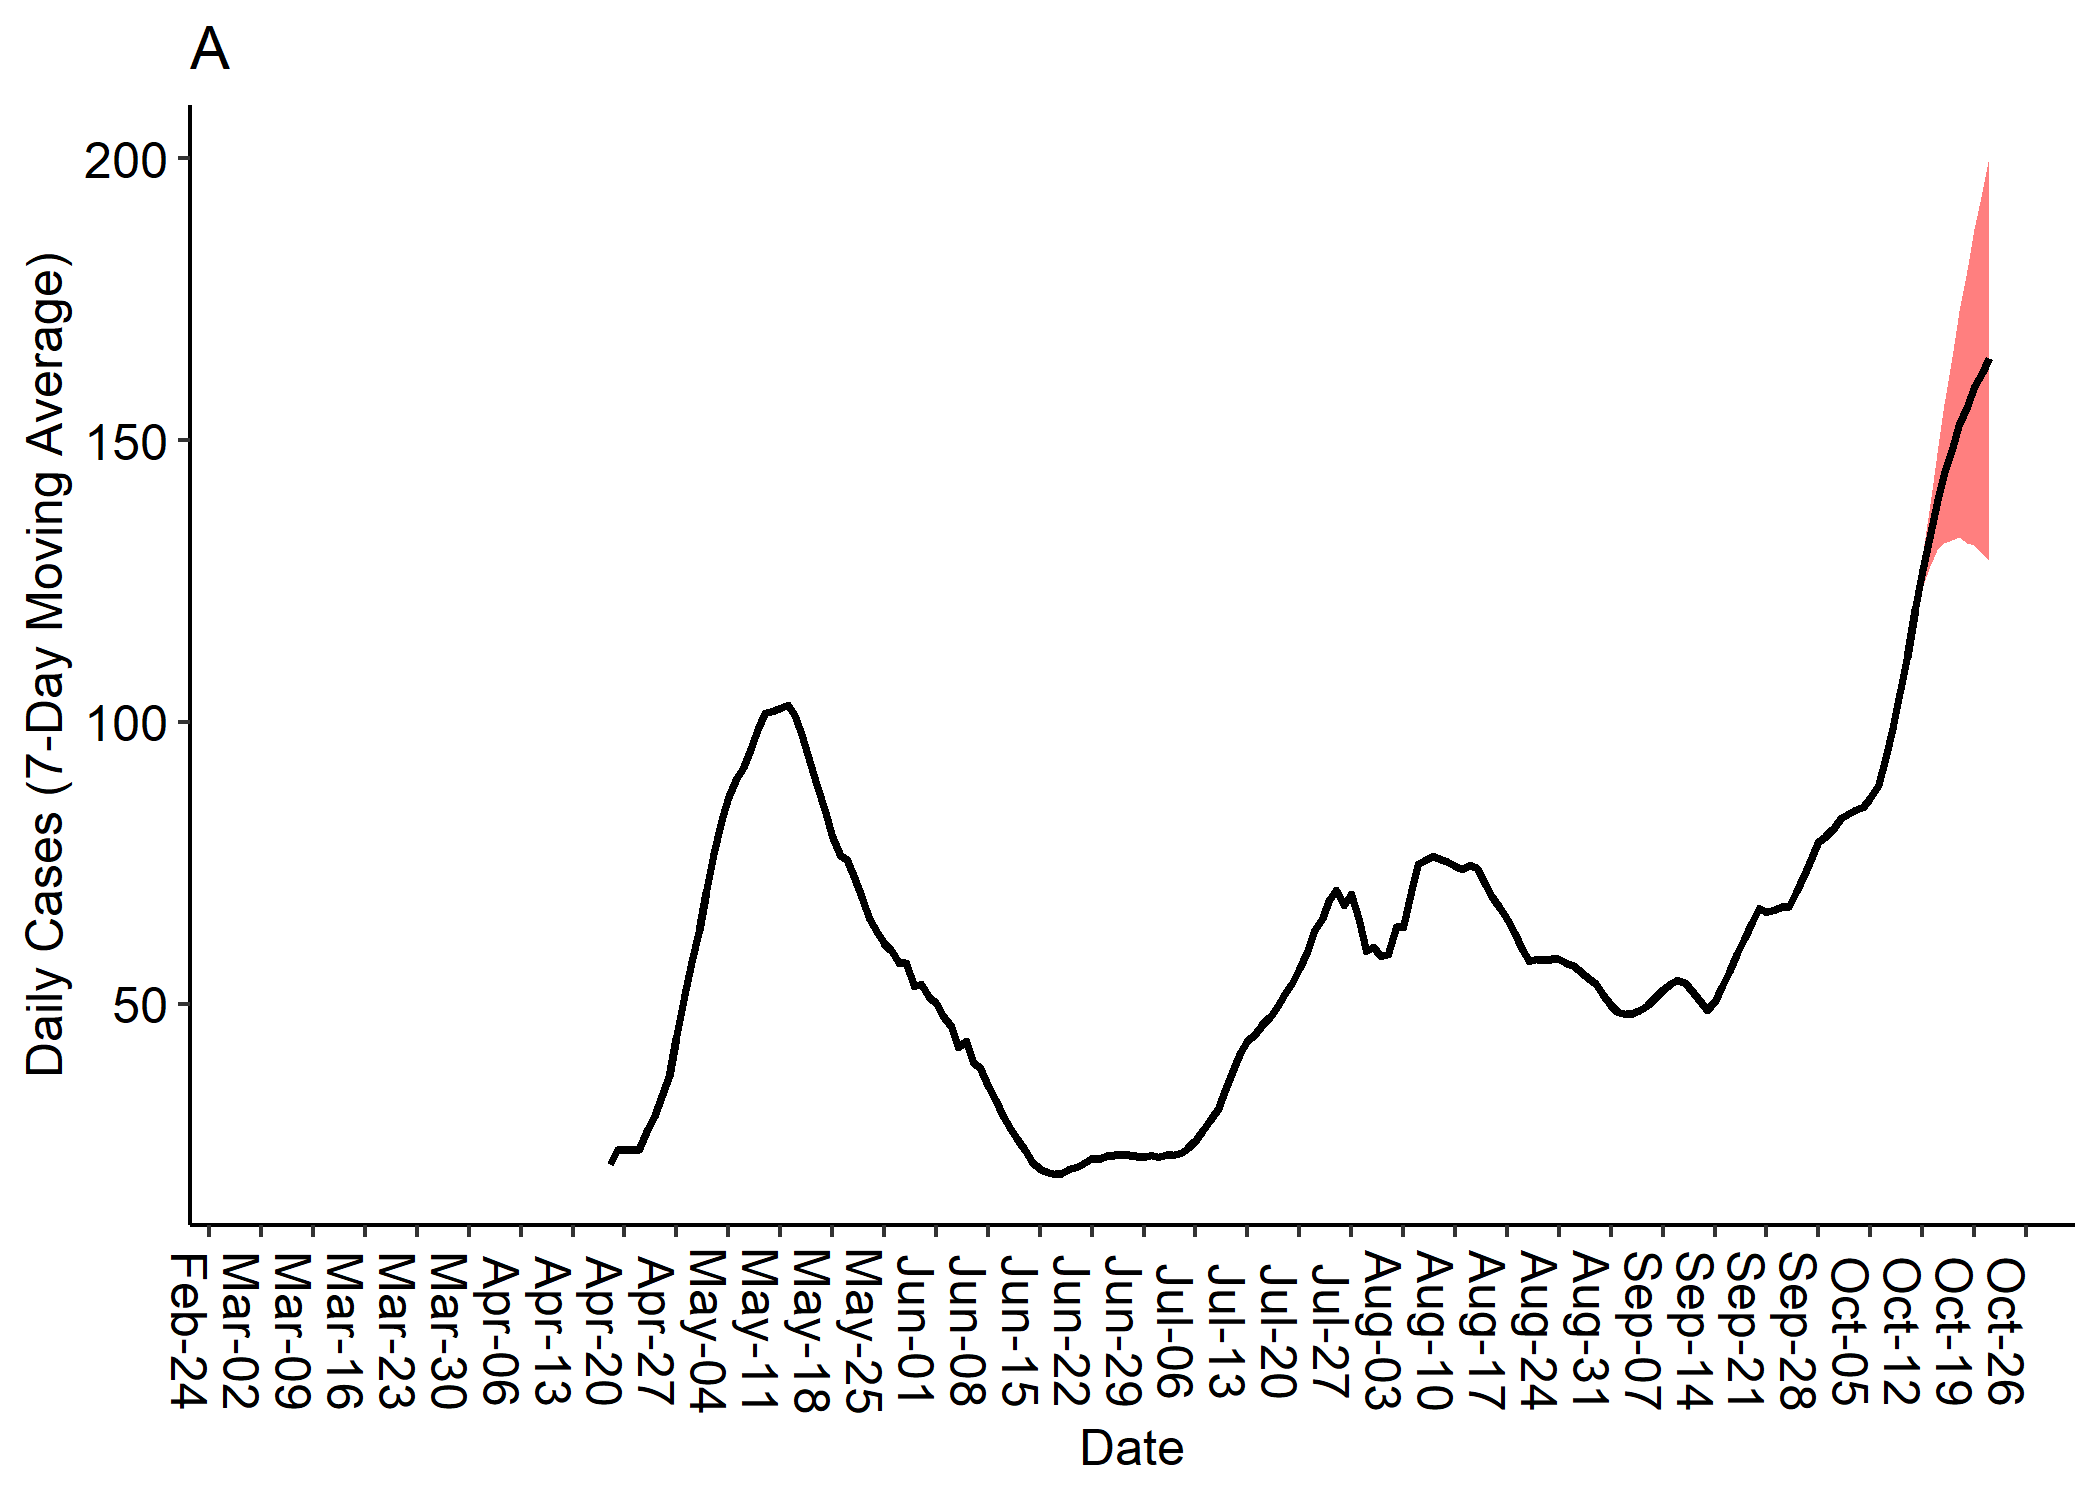 A
Daily Cases (7-Day Moving Average)
200
150
100
50
Feb-24
Mar-02
Mar-09
Mar-16
Mar-23
Mar-30
Apr-06
Apr-13
Apr-20
Apr-27
May-04
May-11
May-18
May-25
Jun-01
Jun-08
Jun-15
Jun-22
Jun-29
Jul-06
Jul-13
Jul-20
Jul-27
Aug-03
Aug-10
Aug-17
Aug-24
Aug-31
Sep-07
Sep-14
Sep-21
Sep-28
Oct-05
Oct-12
Oct-19
Oct-26
Date